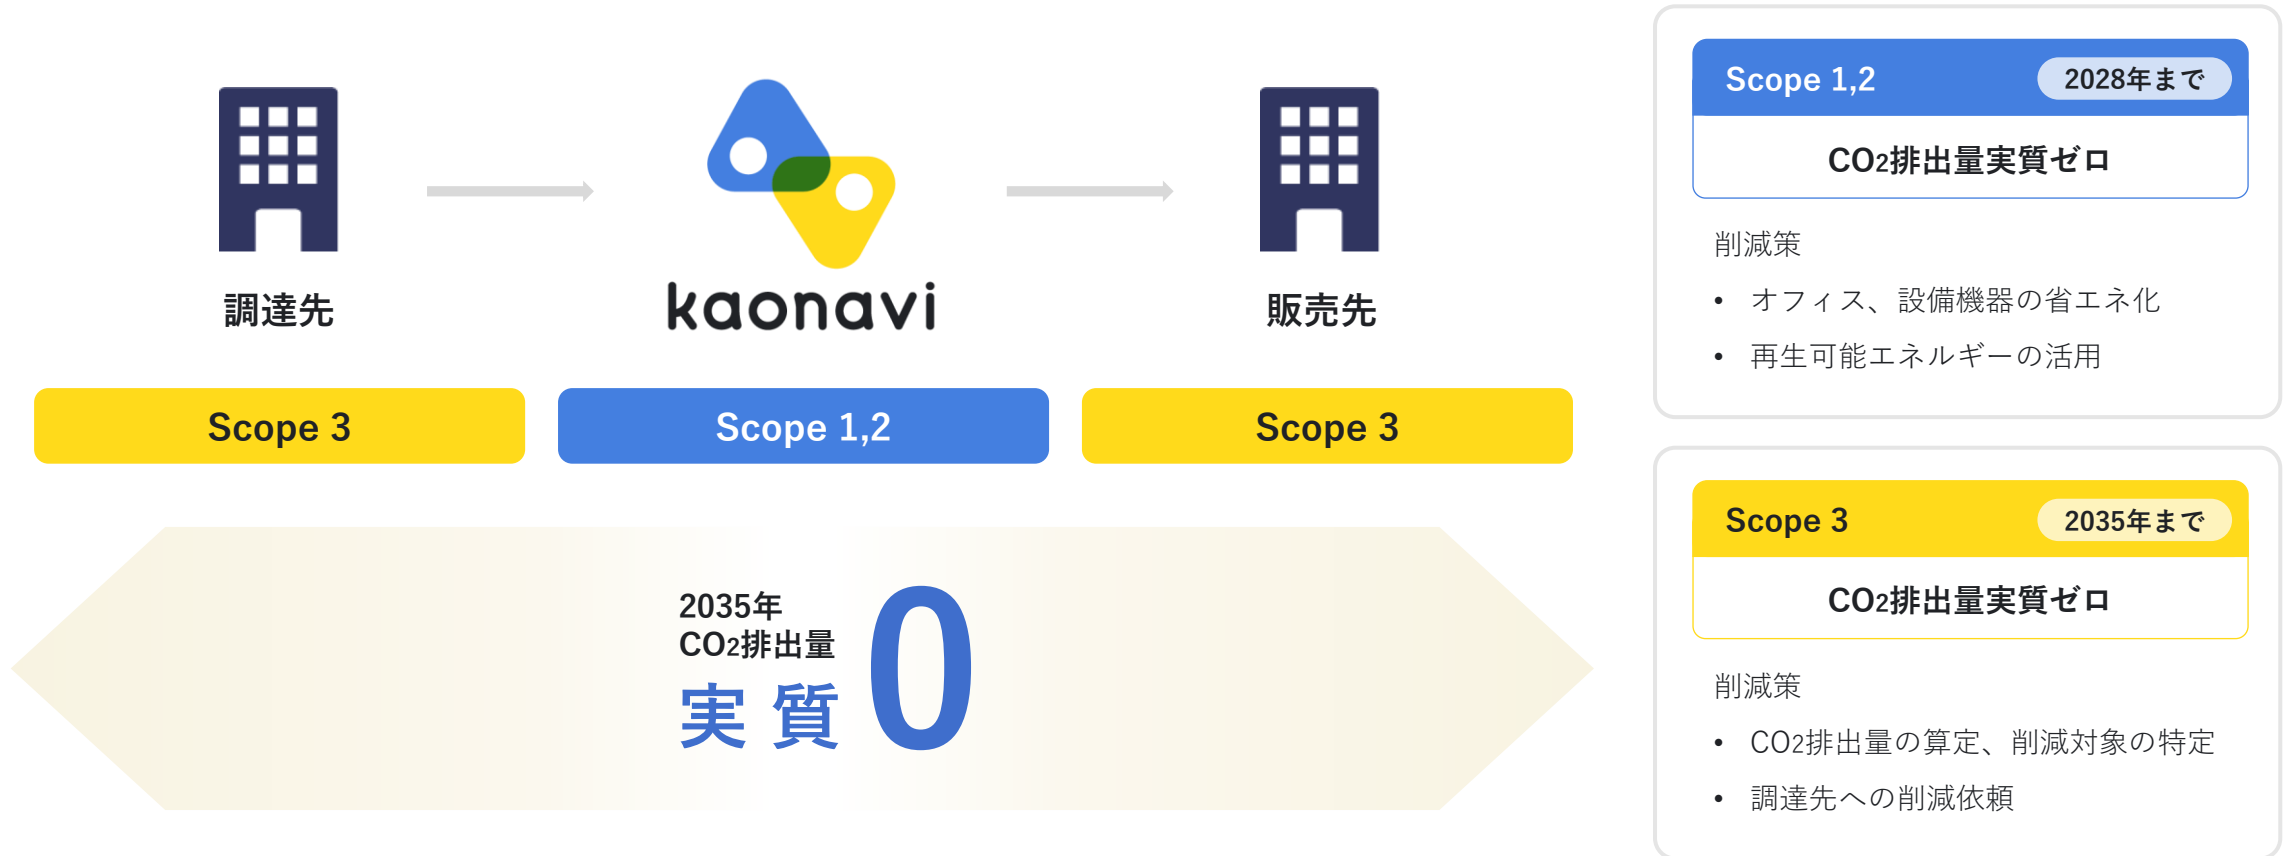 調達先
kaonavi
販売先
Scope 3
Scope 1,2
Scope 3
2035年
CO2排出量
実質0
Scope 1,2
2028年まで
CO2排出量実質ゼロ
削減策
• オフィス、設備機器の省エネ化
• 再生可能エネルギーの活用
Scope 3
2035年まで
CO2排出量実質ゼロ
削減策
• CO2排出量の算定、削減対象の特定
• 調達先への削減依頼